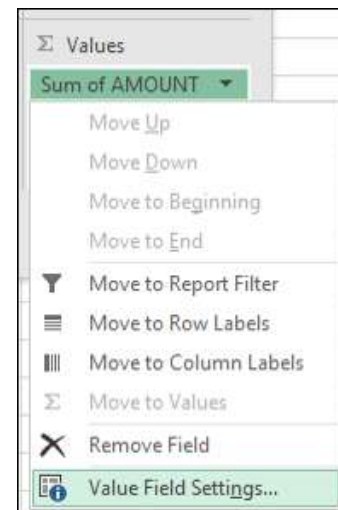 Σ Values
Sum of AMOUNT
Move Up
Move Down
Move to Beginning
Move to End
Move to Report Filter
Move to Row Labels
Move to Column Labels
Σ Move to Values
Remove Field
Value Field Settings...